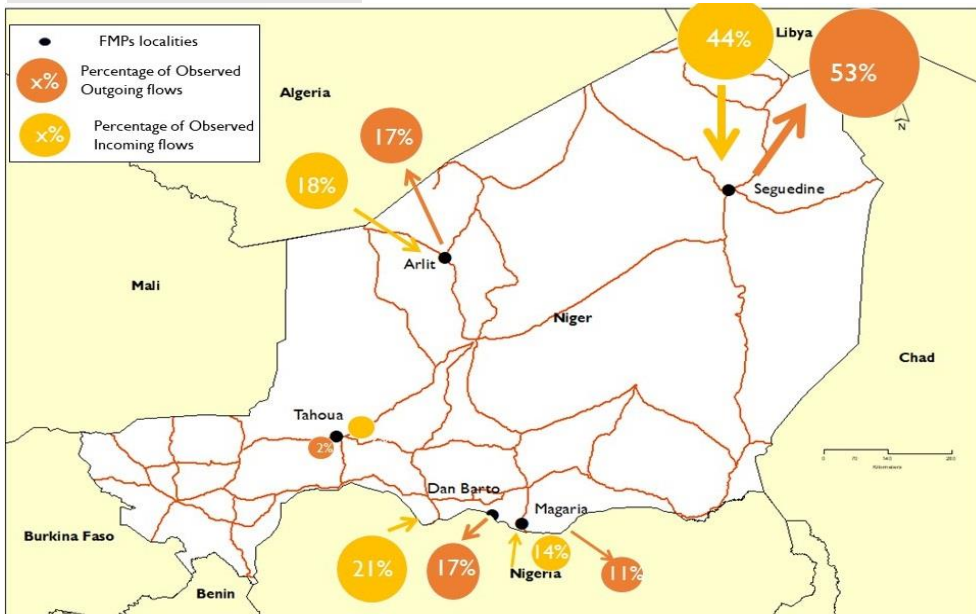 FMPs localities
x%
Percentage of Observed
Outgoing flows
x%
Percentage of Observed
Incoming flows
44%
Libya
53%
Algeria
17%
N
18%
Seguedine
Arlit
Mali
Niger
Chad
Tahoua
2%
Dan Barto
Magaria
Burkina Faso
21%
17%
14%
Nigeria
11%
Benin